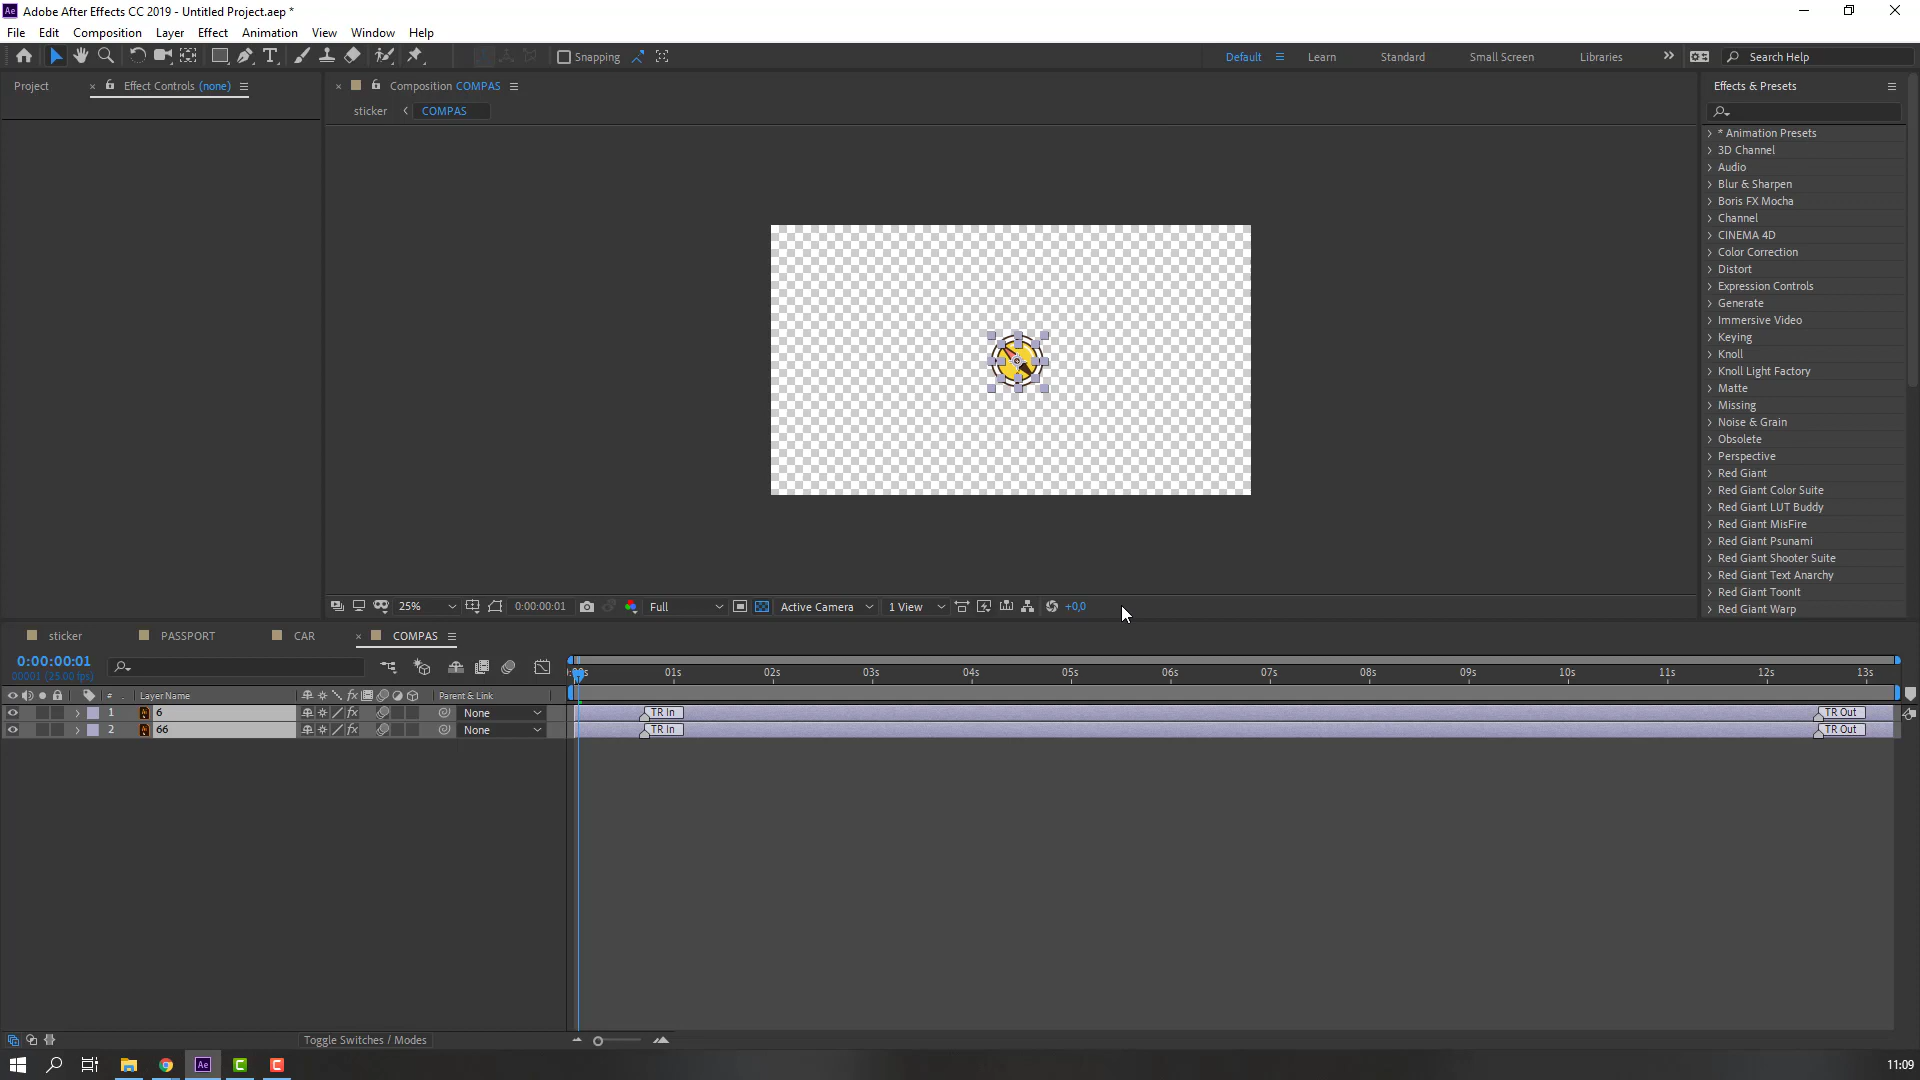 Adobe After Effects CC 2019 - Untitled Project.aep *
File Edit Composition Layer Effect Animation View Window Help
Snapping
Default Learn Standard Small Screen Libraries Search Help
Project Effect Controls (none)
Composition COMPAS
sticker COMPAS
Effects & Presets
* Animation Presets
3D Channel
Audio
Blur & Sharpen
Boris FX Mocha
Channel
CINEMA 4D
Color Correction
Distort
Expression Controls
Generate
Immersive Video
Keying
Knoll
Knoll Light Factory
Matte
Missing
Noise & Grain
Obsolete
Perspective
Red Giant
Red Giant Color Suite
Red Giant LUT Buddy
Red Giant MisFire
Red Giant Psunami
Red Giant Shooter Suite
Red Giant Text Anarchy
Red Giant ToonIt
Red Giant Warp
25% 0:00:00:01 Full Active Camera 1 View +0,0
sticker PASSPORT CAR COMPAS
0:00:00:01
00001 (25.00 fps)
01s 02s 03s 04s 05s 06s 07s 08s 09s 10s 11s 12s 13s
# Layer Name fx Parent & Link
1 6 fx None TR In TR Out
2 66 fx None TR In TR Out
Toggle Switches / Modes
Ae 11:09